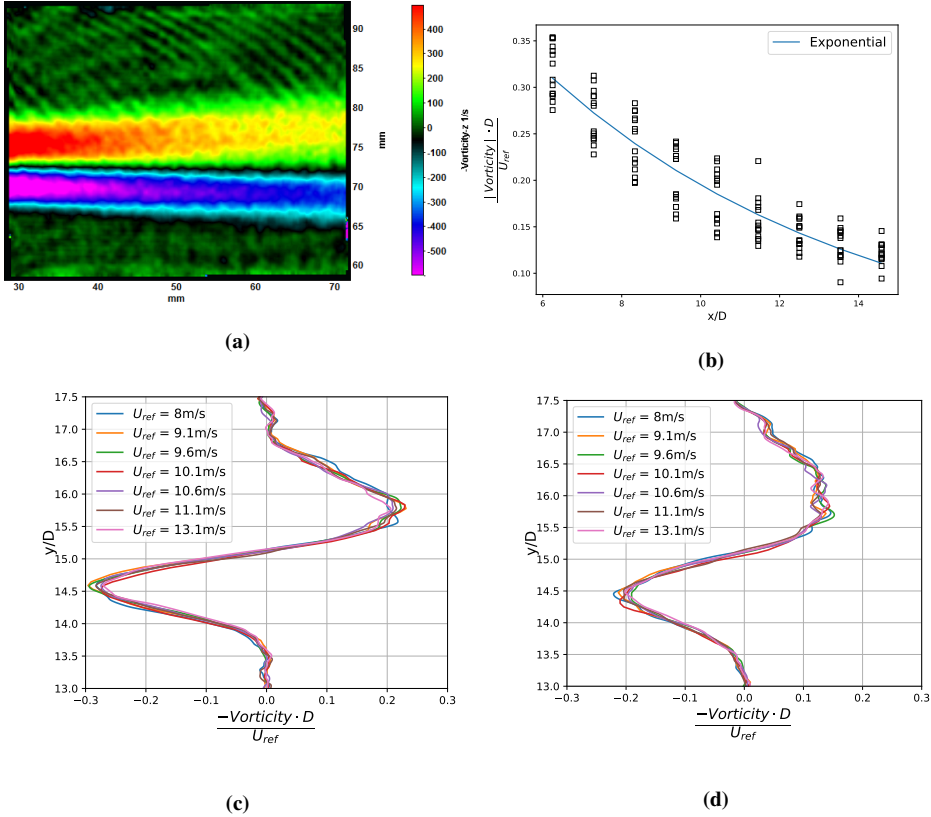 90
85
80
mm
75
70
65
60
30
40
50
60
70
mm
400
300
200
100
0
-100
-200
-300
-400
-500
-Vorticity-z 1/s
(a)
0.35
0.30
0.25
0.20
0.15
0.10
| Vorticity | · D
U_ref
Exponential
6
8
10
12
14
x/D
(b)
17.5
17.0
16.5
16.0
15.5
15.0
14.5
14.0
13.5
13.0
y/D
U_ref = 8m/s
U_ref = 9.1m/s
U_ref = 9.6m/s
U_ref = 10.1m/s
U_ref = 10.6m/s
U_ref = 11.1m/s
U_ref = 13.1m/s
−0.3 −0.2 −0.1 0.0 0.1 0.2 0.3
−Vorticity · D
U_ref
(c)
17.5
17.0
16.5
16.0
15.5
15.0
14.5
14.0
13.5
13.0
y/D
U_ref = 8m/s
U_ref = 9.1m/s
U_ref = 9.6m/s
U_ref = 10.1m/s
U_ref = 10.6m/s
U_ref = 11.1m/s
U_ref = 13.1m/s
−0.3 −0.2 −0.1 0.0 0.1 0.2 0.3
−Vorticity · D
U_ref
(d)